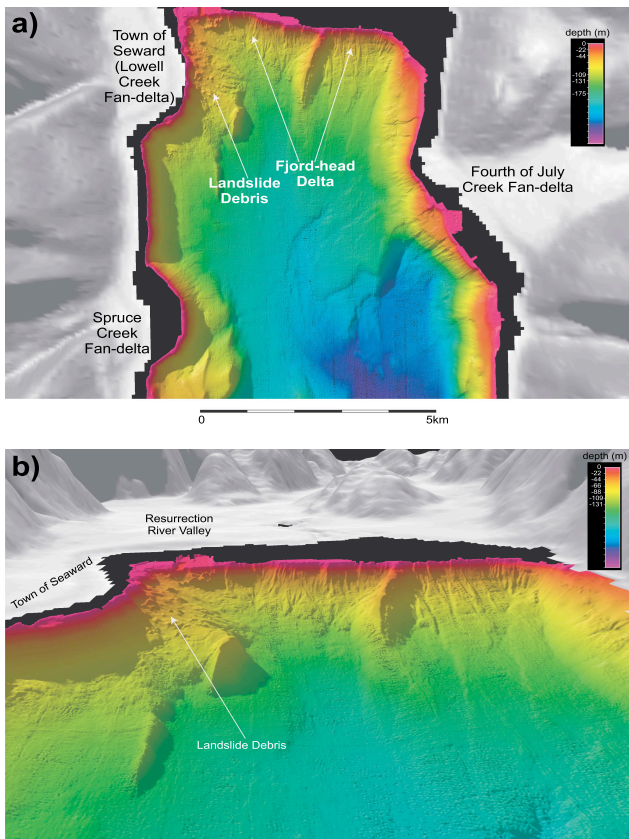 a)
Town of
Seward
(Lowell
Creek
Fan-delta)
depth (m)
0
-22
-44
-109
-131
-175
Fjord-head
Delta
Landslide
Debris
Fourth of July
Creek Fan-delta
Spruce
Creek
Fan-delta
0
5km
b)
depth (m)
0
-22
-44
-66
-88
-109
-131
Resurrection
River Valley
Town of Seaward
Landslide Debris